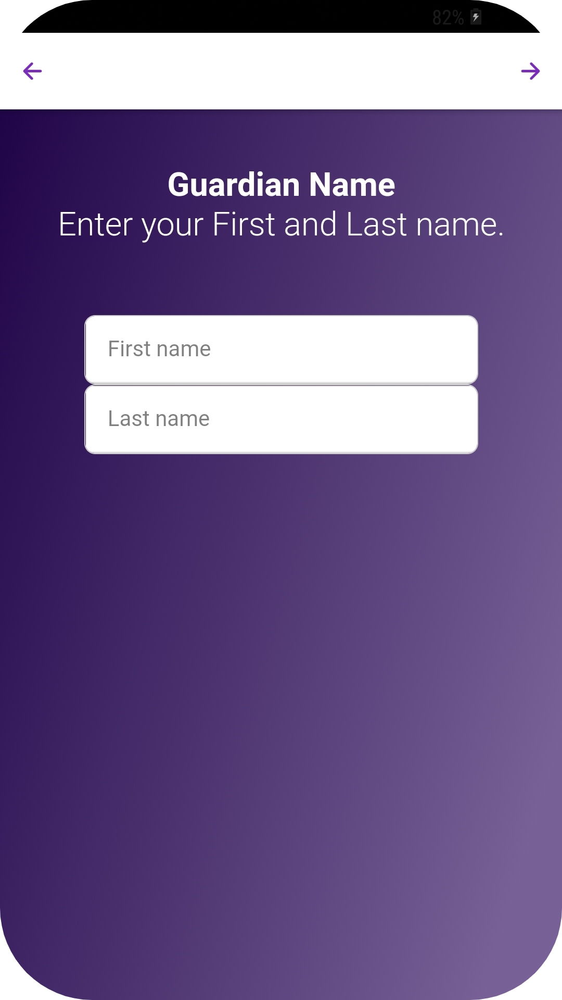 82%
Guardian Name
Enter your First and Last name.
First name
Last name